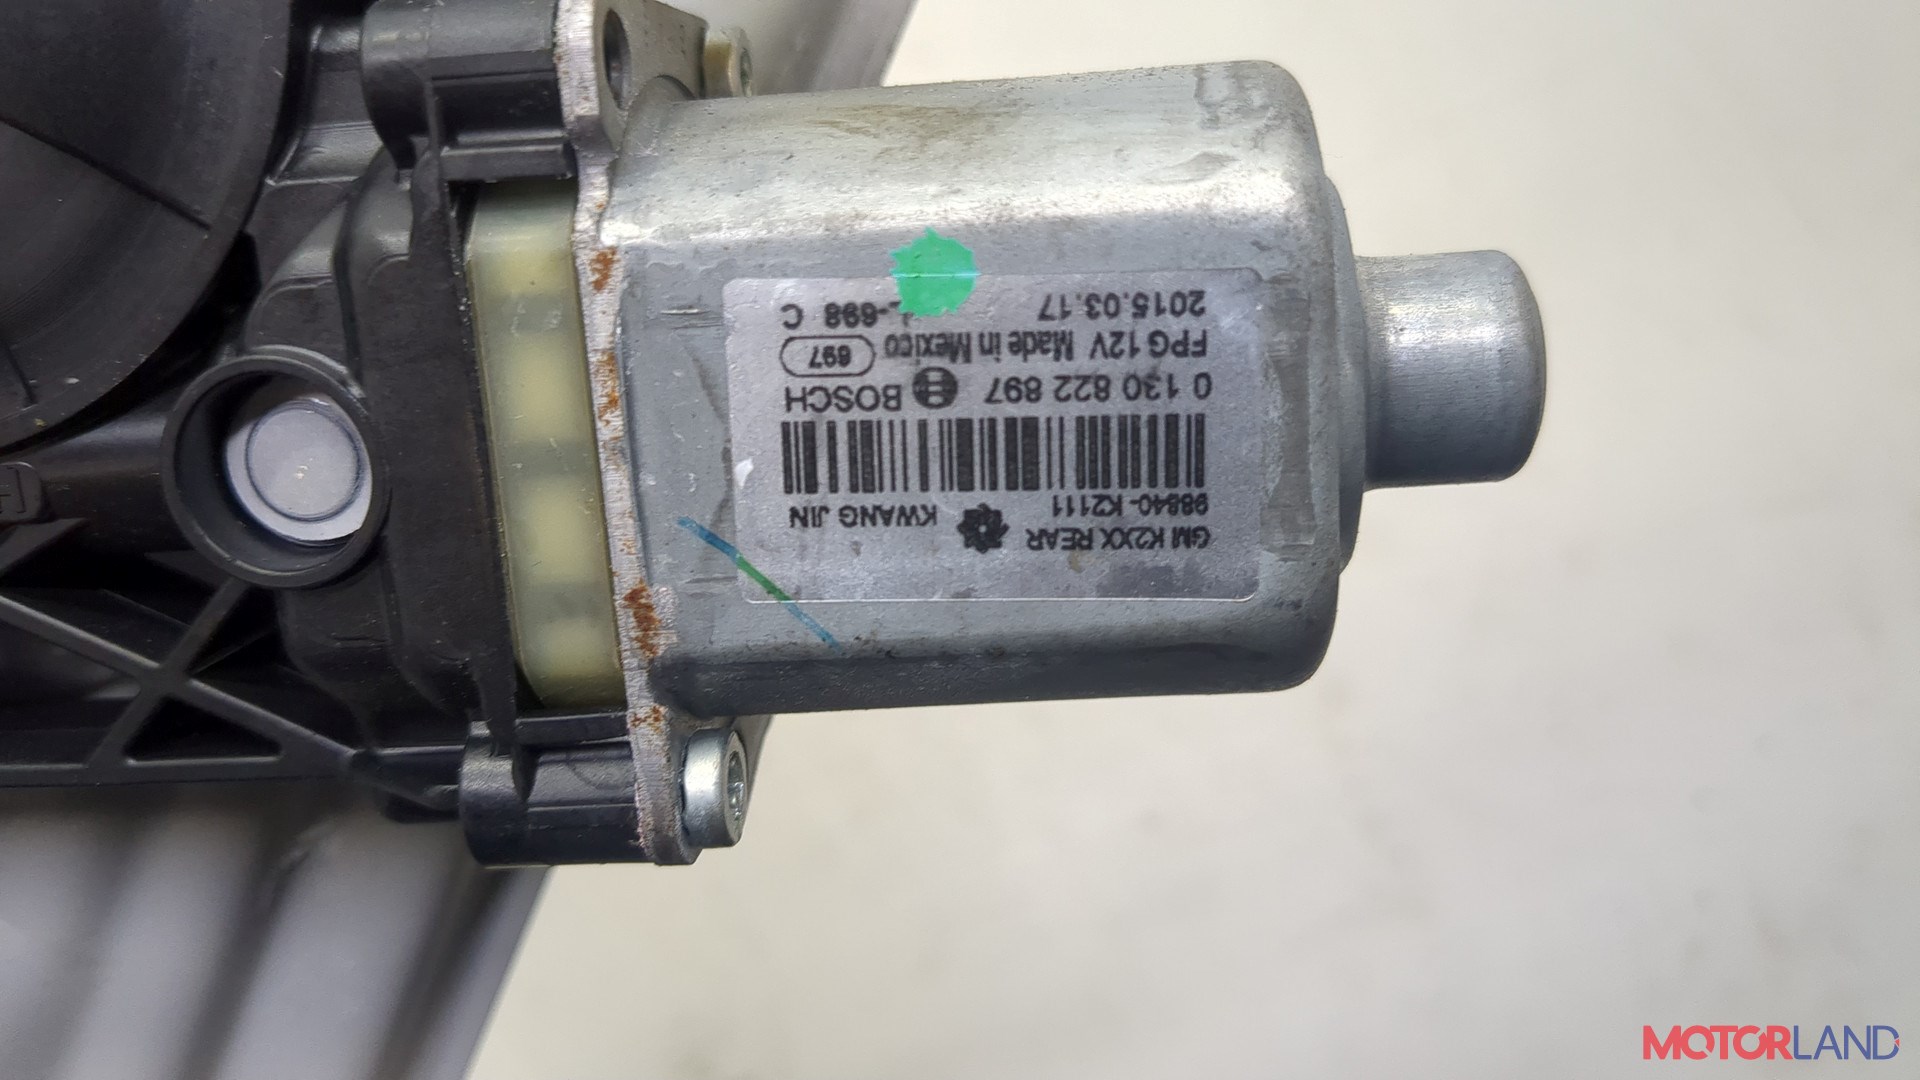 GM K2XX REAR KWANG JIN
98840-K2111
0 130 822 897 BOSCH
FPG 12V Made in Mexico 697
2015.03.17 -698 C
MOTORLAND